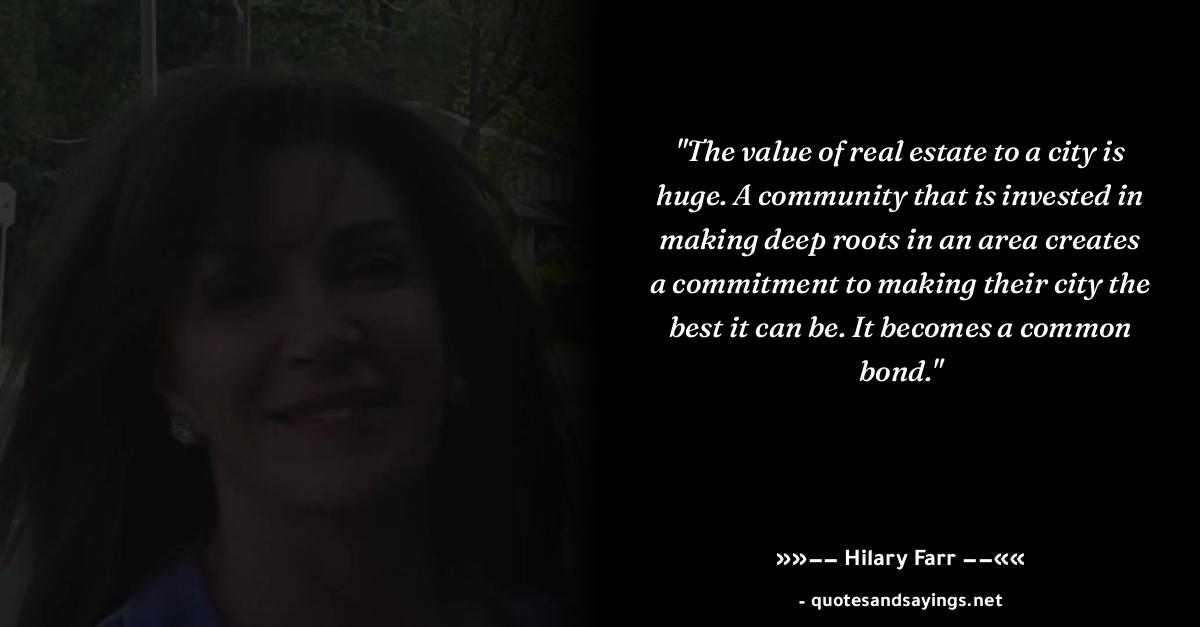 "The value of real estate to a city is
huge. A community that is invested in
making deep roots in an area creates
a commitment to making their city the
best it can be. It becomes a common
bond."
»»−− Hilary Farr −−««
- quotesandsayings.net